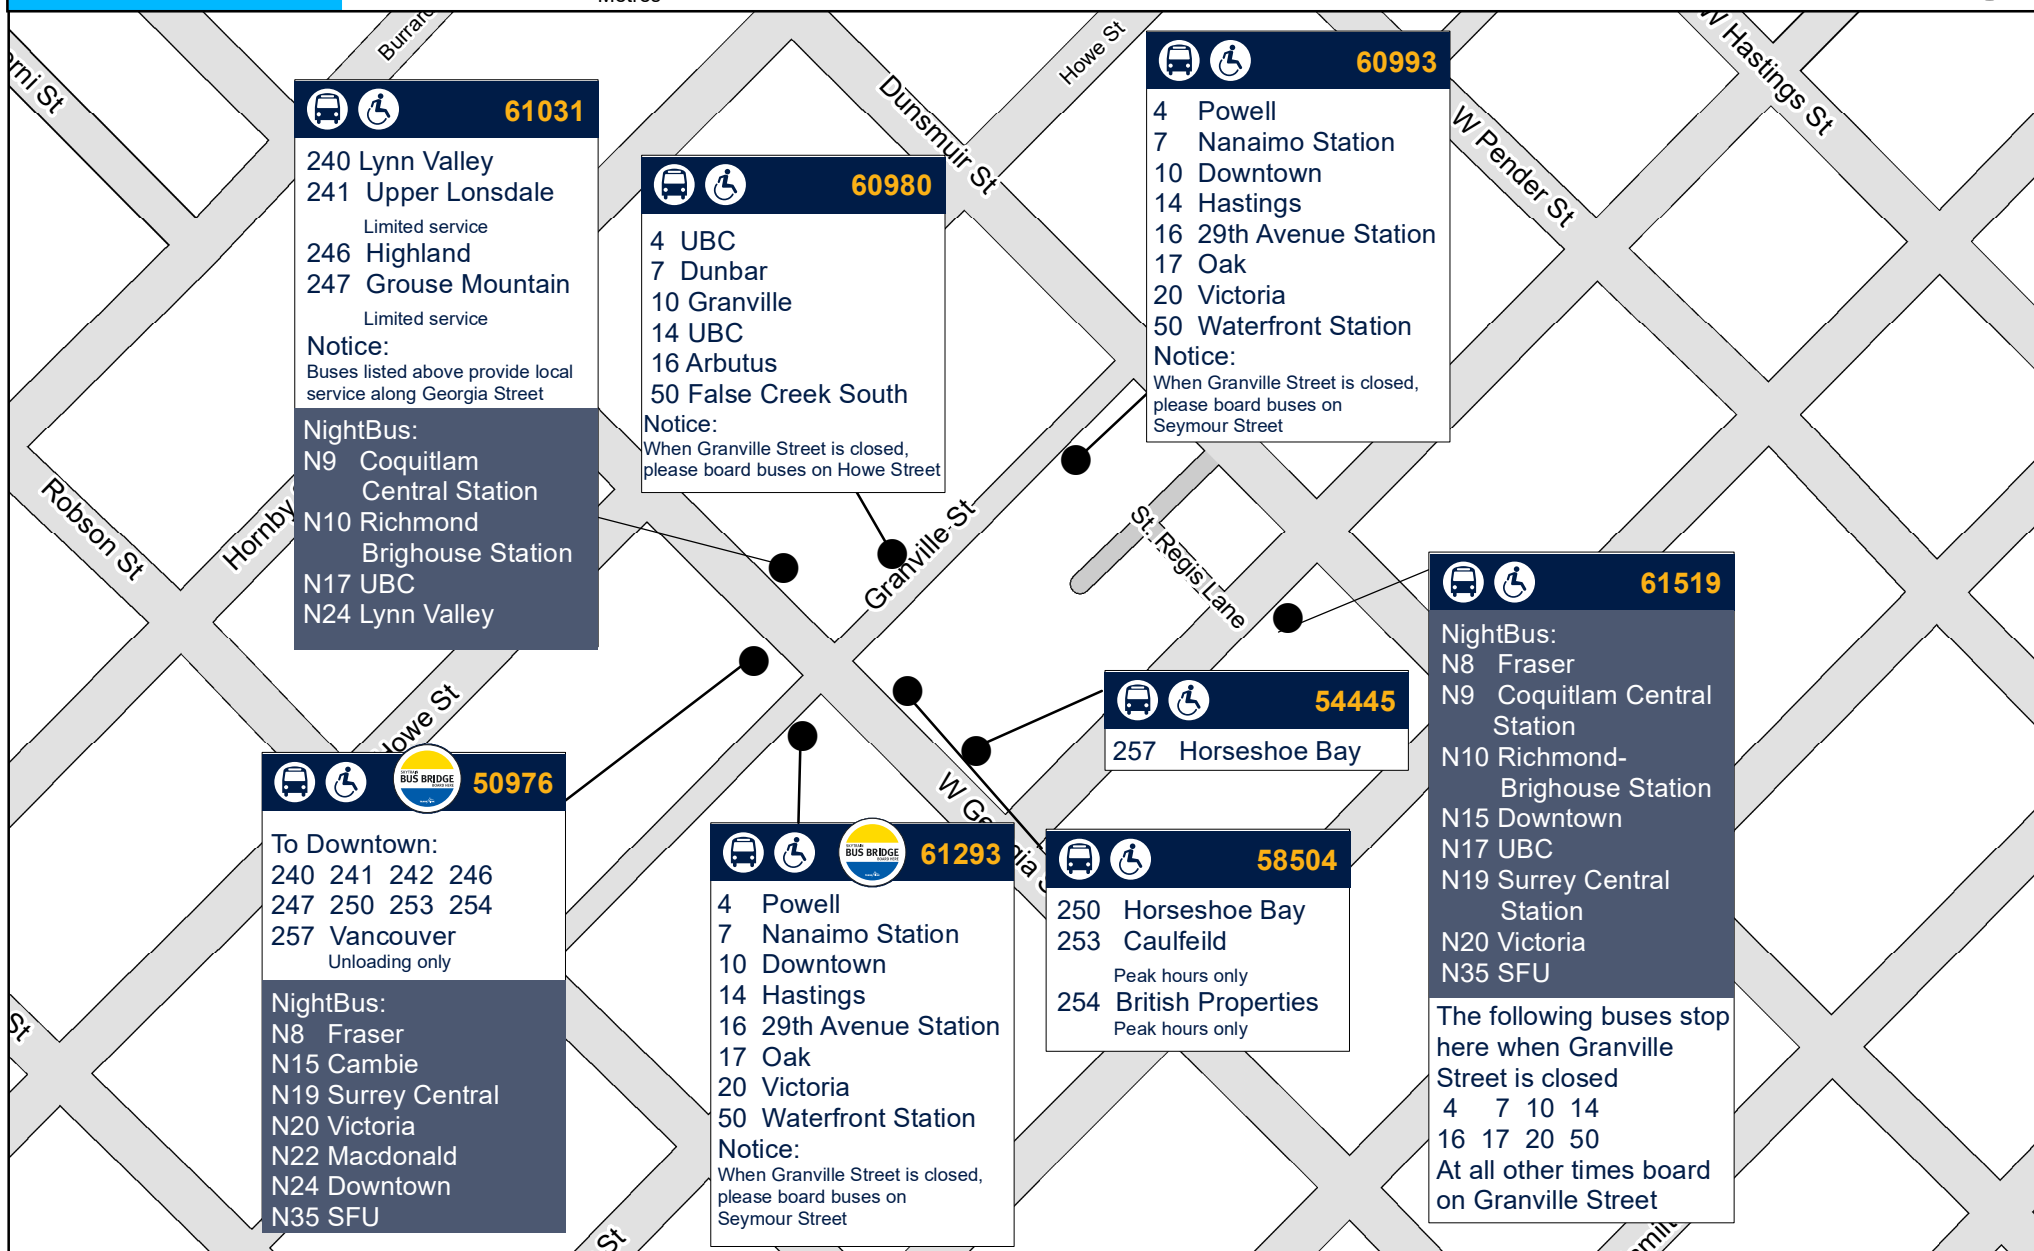 Metres
Burrar
Howe St
W Hastings St
rni St
Dunsmuir St
W Pender St
61031
240 Lynn Valley
241 Upper Lonsdale
Limited service
246 Highland
247 Grouse Mountain
Limited service
Notice:
Buses listed above provide local
service along Georgia Street
NightBus:
N9 Coquitlam
Central Station
N10 Richmond
Brighouse Station
N17 UBC
N24 Lynn Valley
60980
4 UBC
7 Dunbar
10 Granville
14 UBC
16 Arbutus
50 False Creek South
Notice:
When Granville Street is closed,
please board buses on Howe Street
60993
4 Powell
7 Nanaimo Station
10 Downtown
14 Hastings
16 29th Avenue Station
17 Oak
20 Victoria
50 Waterfront Station
Notice:
When Granville Street is closed,
please board buses on
Seymour Street
Robson St
Hornby
Granville St
St. Regis Lane
Howe St
W Georgia S
54445
257 Horseshoe Bay
61519
NightBus:
N8 Fraser
N9 Coquitlam Central
Station
N10 Richmond-
Brighouse Station
N15 Downtown
N17 UBC
N19 Surrey Central
Station
N20 Victoria
N35 SFU
The following buses stop
here when Granville
Street is closed
4 7 10 14
16 17 20 50
At all other times board
on Granville Street
BUS BRIDGE
50976
To Downtown:
240 241 242 246
247 250 253 254
257 Vancouver
Unloading only
NightBus:
N8 Fraser
N15 Cambie
N19 Surrey Central
N20 Victoria
N22 Macdonald
N24 Downtown
N35 SFU
BUS BRIDGE
61293
4 Powell
7 Nanaimo Station
10 Downtown
14 Hastings
16 29th Avenue Station
17 Oak
20 Victoria
50 Waterfront Station
Notice:
When Granville Street is closed,
please board buses on
Seymour Street
58504
250 Horseshoe Bay
253 Caulfeild
Peak hours only
254 British Properties
Peak hours only
St
St
milt